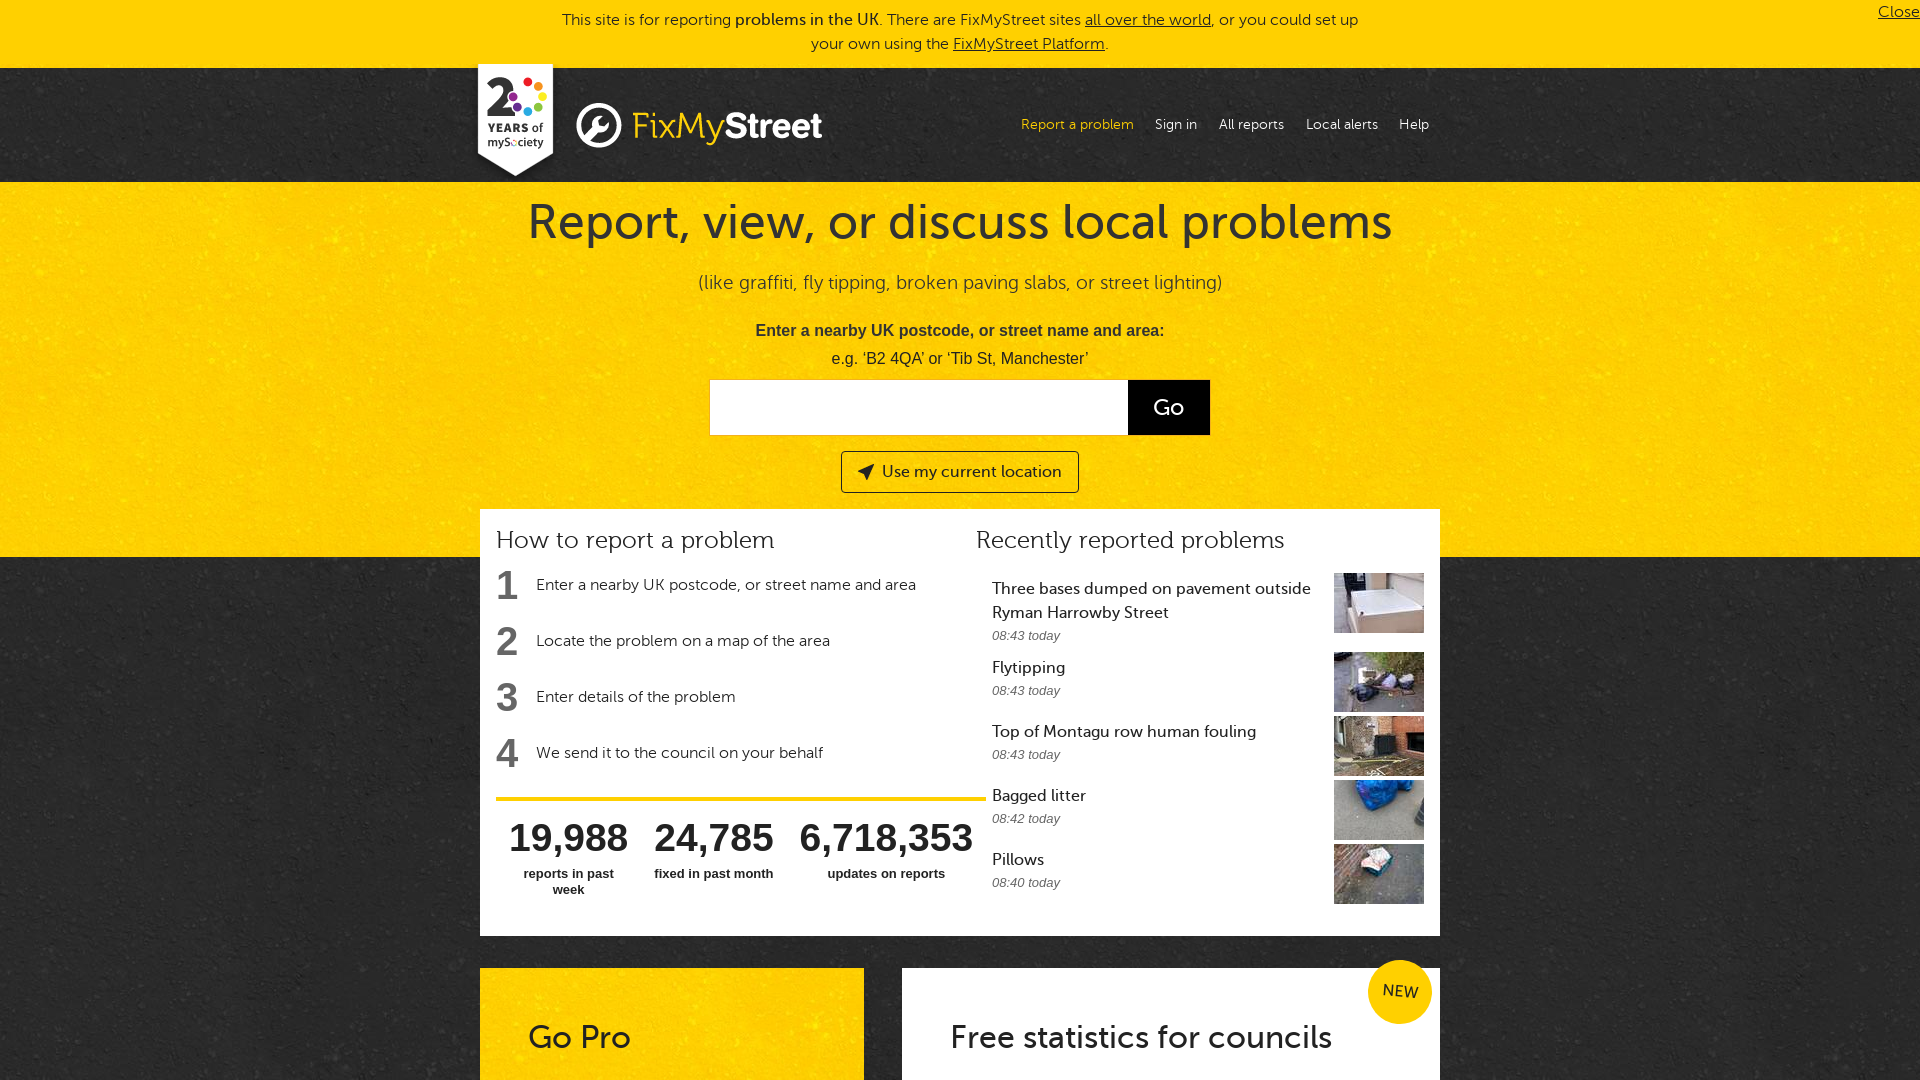 This site is for reporting problems in the UK. There are FixMyStreet sites all over the world, or you could set up
your own using the FixMyStreet Platform.
Close
20
YEARS of
mySociety
FixMyStreet
Report a problem
Sign in
All reports
Local alerts
Help
Report, view, or discuss local problems
(like graffiti, fly tipping, broken paving slabs, or street lighting)
Enter a nearby UK postcode, or street name and area:
e.g. ‘B2 4QA’ or ‘Tib St, Manchester’
Go
Use my current location
How to report a problem
1 Enter a nearby UK postcode, or street name and area
2 Locate the problem on a map of the area
3 Enter details of the problem
4 We send it to the council on your behalf
19,988
reports in past
week
24,785
fixed in past month
6,718,353
updates on reports
Recently reported problems
Three bases dumped on pavement outside
Ryman Harrowby Street
08:43 today
Flytipping
08:43 today
Top of Montagu row human fouling
08:43 today
Bagged litter
08:42 today
Pillows
08:40 today
Go Pro
NEW
Free statistics for councils